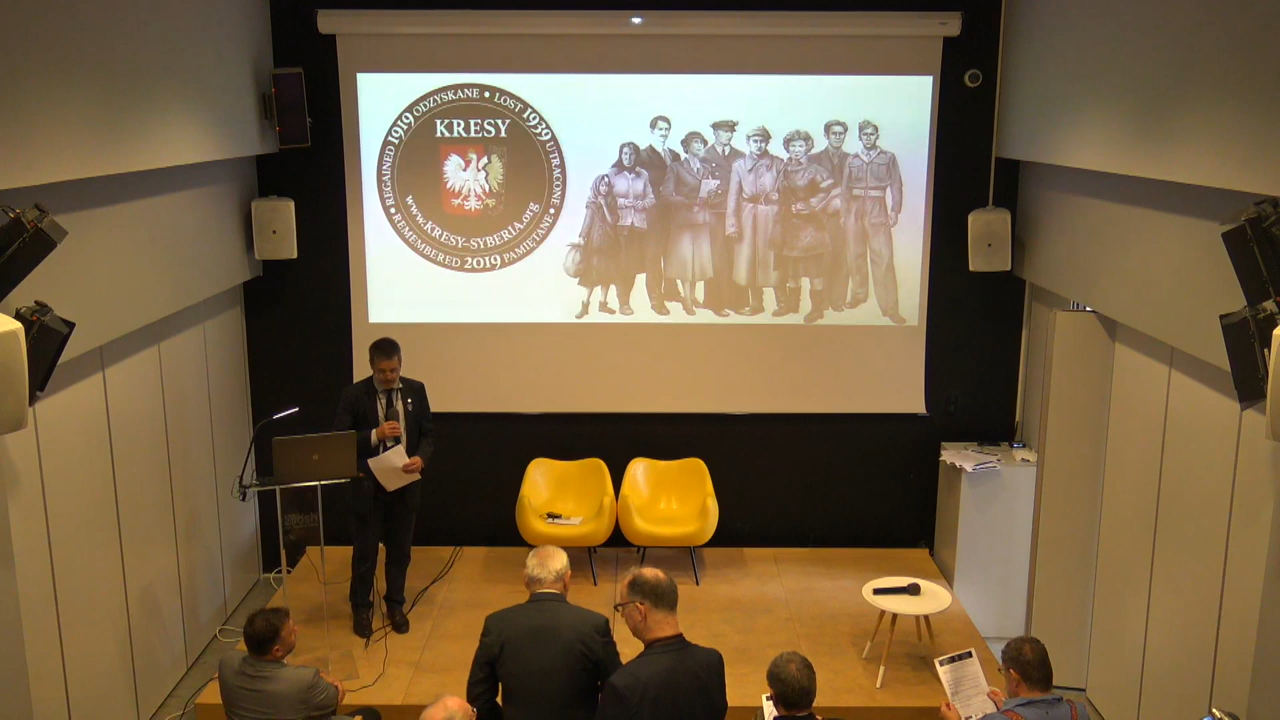 REGAINED 1919 ODZYSKANE • LOST 1939 UTRACONE •
KRESY
www.KRESY-SYBERIA.org
• REMEMBERED 2019 PAMIĘTANE •